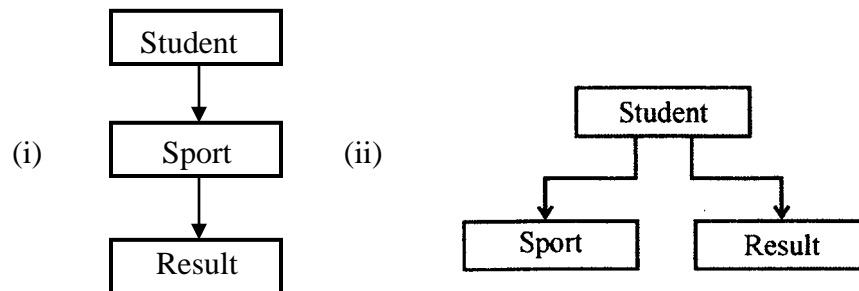 (i)
Student
Sport
Result
(ii)
Student
Sport
Result